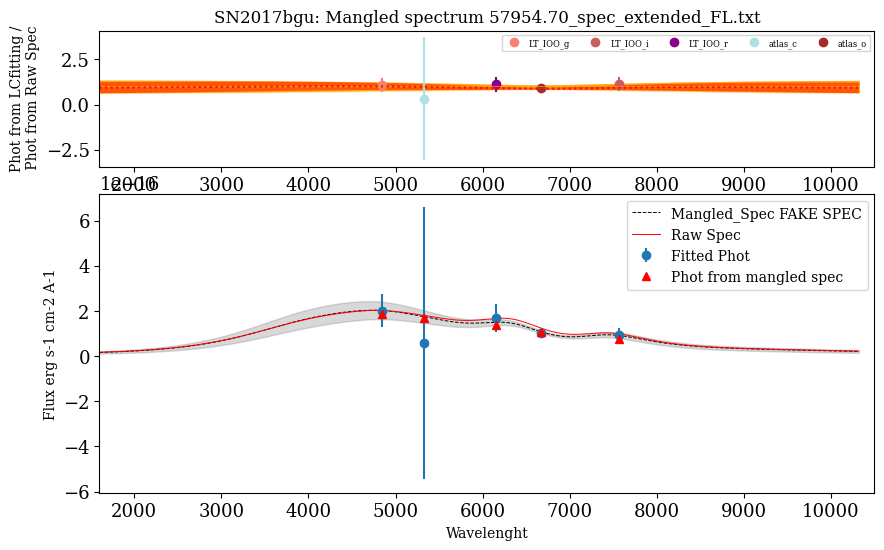 SN2017bgu: Mangled spectrum 57954.70_spec_extended_FL.txt
Phot from LCfitting /
Phot from Raw Spec
2.5
0.0
−2.5
LT_IOO_g LT_IOO_i LT_IOO_r atlas_c atlas_o
2000 3000 4000 5000 6000 7000 8000 9000 10000
1e−16
Flux erg s-1 cm-2 A-1
6
4
2
0
−2
−4
−6
Mangled_Spec FAKE SPEC
Raw Spec
Fitted Phot
Phot from mangled spec
2000 3000 4000 5000 6000 7000 8000 9000 10000
Wavelenght